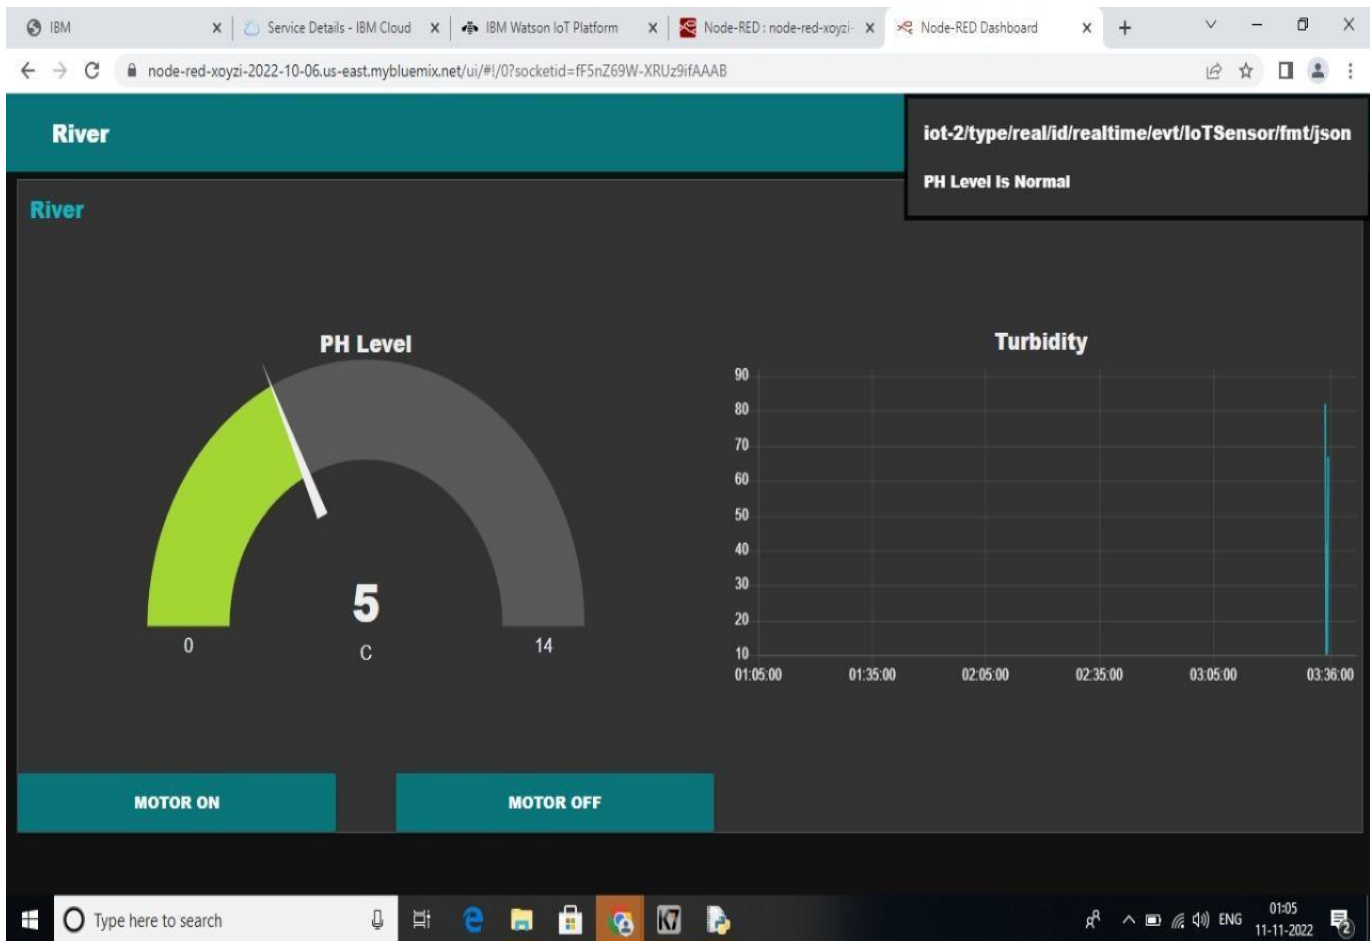 IBM
Service Details - IBM Cloud
IBM Watson IoT Platform
Node-RED : node-red-xoyzi-
Node-RED Dashboard
node-red-xoyzi-2022-10-06.us-east.mybluemix.net/ui/#!/0?socketid=fF5nZ69W-XRUz9ifAAAB
River
iot-2/type/real/id/realtime/evt/IoTSensor/fmt/json
PH Level Is Normal
River
PH Level
5
C
0
14
Turbidity
90
80
70
60
50
40
30
20
10
01:05:00 01:35:00 02:05:00 02:35:00 03:05:00 03:36:00
MOTOR ON
MOTOR OFF
Type here to search
ENG
01:05
11-11-2022
2